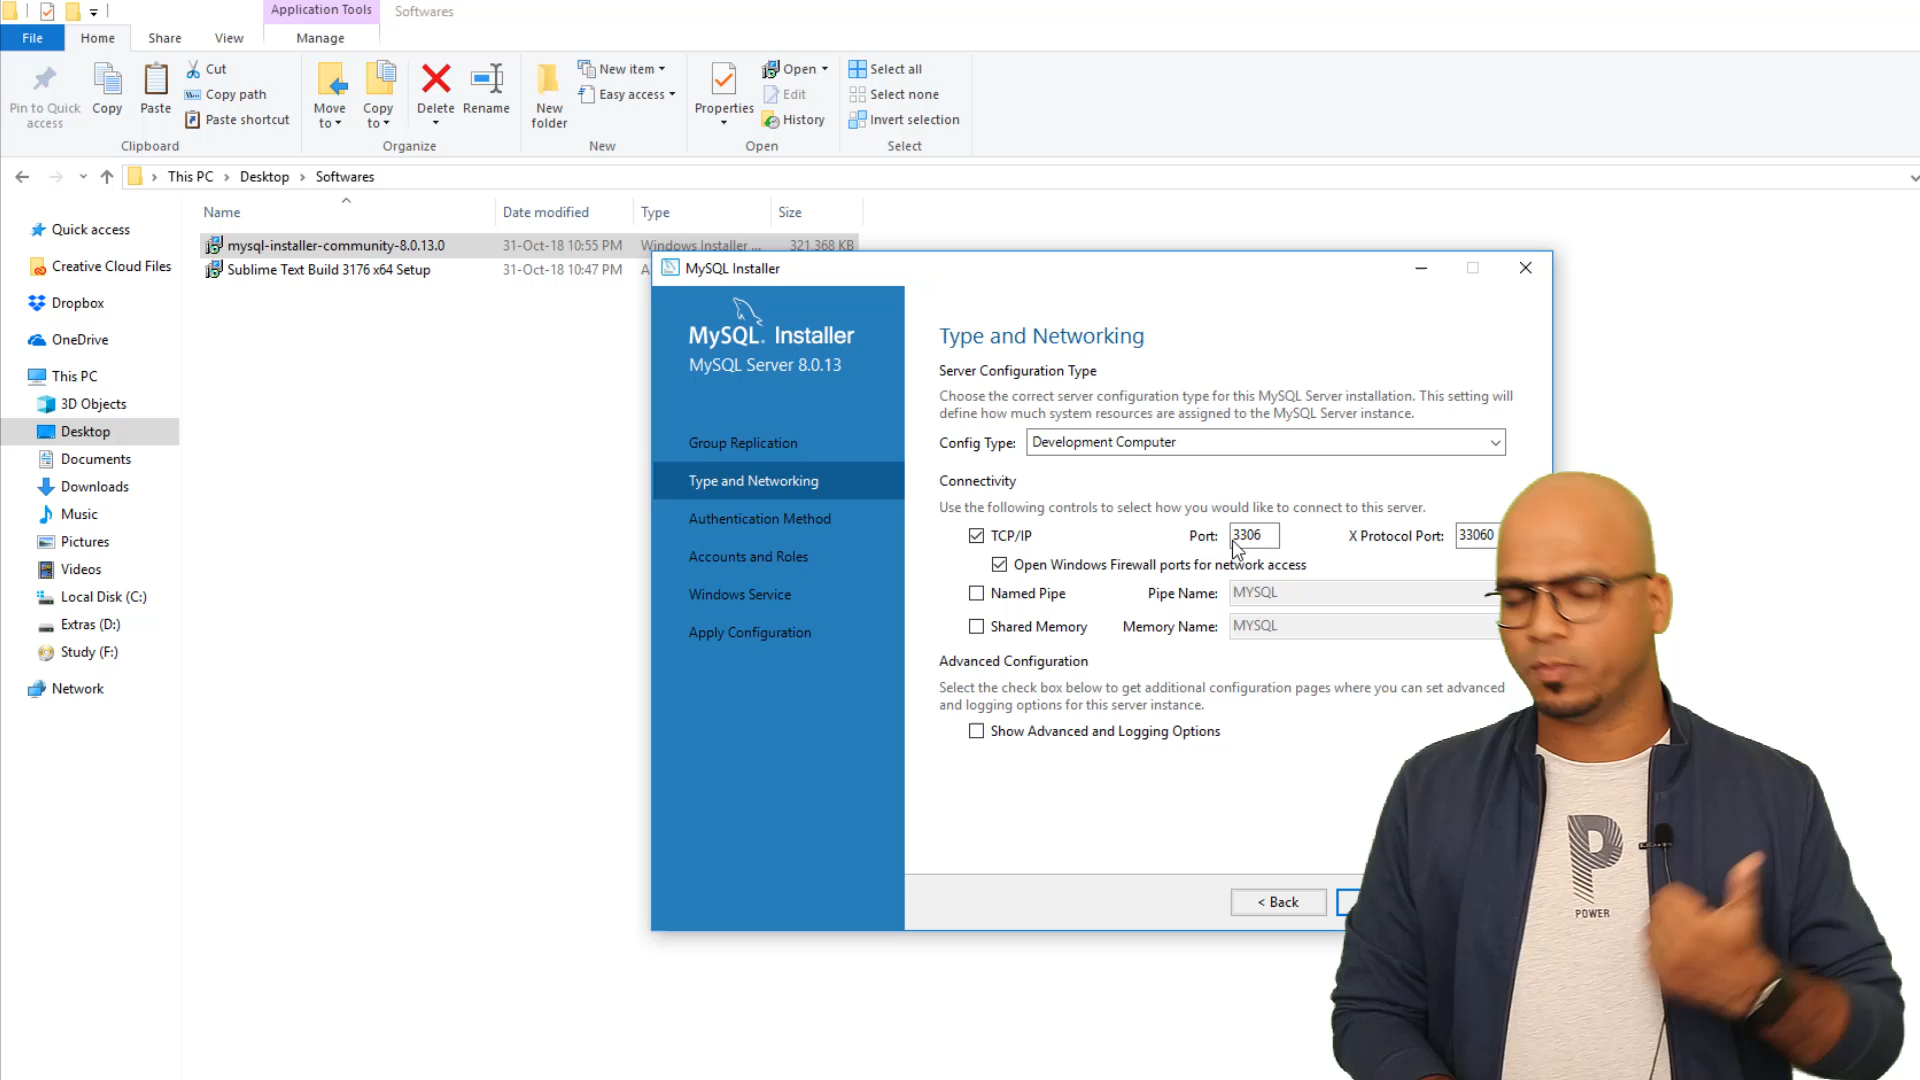 Application Tools
Softwares
File
Home
Share
View
Manage
Pin to Quick access
Copy
Paste
Cut
Copy path
Paste shortcut
Clipboard
Move to
Copy to
Delete
Rename
Organize
New folder
New item
Easy access
New
Properties
Open
Edit
History
Open
Select all
Select none
Invert selection
Select
This PC > Desktop > Softwares
Name
Date modified
Type
Size
mysql-installer-community-8.0.13.0 31-Oct-18 10:55 PM Windows Installer ... 321,368 KB
Sublime Text Build 3176 x64 Setup 31-Oct-18 10:47 PM A
Quick access
Creative Cloud Files
Dropbox
OneDrive
This PC
3D Objects
Desktop
Documents
Downloads
Music
Pictures
Videos
Local Disk (C:)
Extras (D:)
Study (F:)
Network
MySQL Installer
MySQL. Installer
MySQL Server 8.0.13
Group Replication
Type and Networking
Authentication Method
Accounts and Roles
Windows Service
Apply Configuration
Type and Networking
Server Configuration Type
Choose the correct server configuration type for this MySQL Server installation. This setting will
define how much system resources are assigned to the MySQL Server instance.
Config Type: Development Computer
Connectivity
Use the following controls to select how you would like to connect to this server.
TCP/IP Port: 3306 X Protocol Port: 33060
Open Windows Firewall ports for network access
Named Pipe Pipe Name: MYSQL
Shared Memory Memory Name: MYSQL
Advanced Configuration
Select the check box below to get additional configuration pages where you can set advanced
and logging options for this server instance.
Show Advanced and Logging Options
< Back
P
POWER